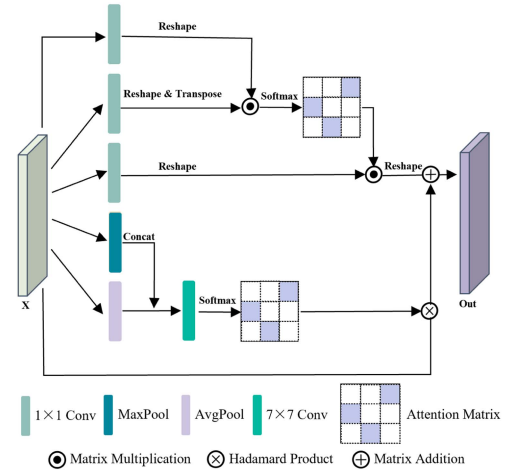 Reshape
Reshape & Transpose
Softmax
Reshape
Reshape
Concat
Softmax
X
Out
1×1 Conv
MaxPool
AvgPool
7×7 Conv
Attention Matrix
Matrix Multiplication
Hadamard Product
Matrix Addition